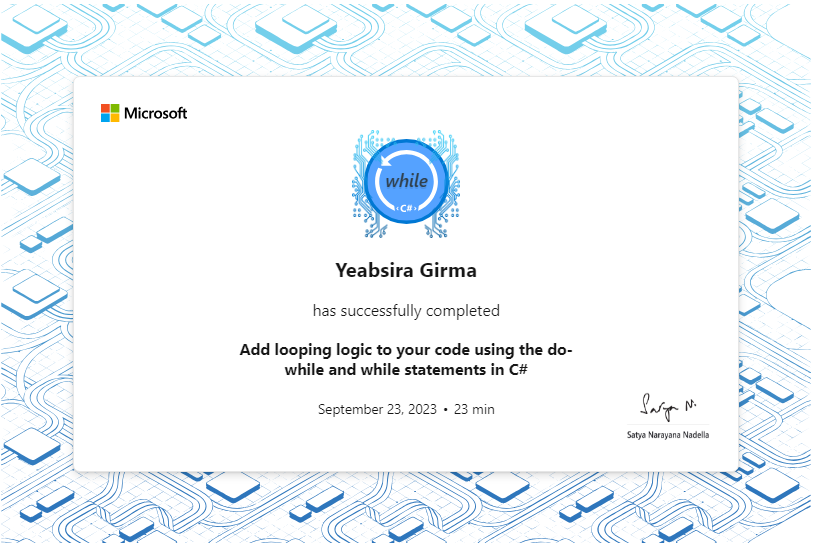 Microsoft
while
‹C#›
Yeabsira Girma
has successfully completed
Add looping logic to your code using the do-
while and while statements in C#
September 23, 2023 • 23 min
Satya N.
Satya Narayana Nadella